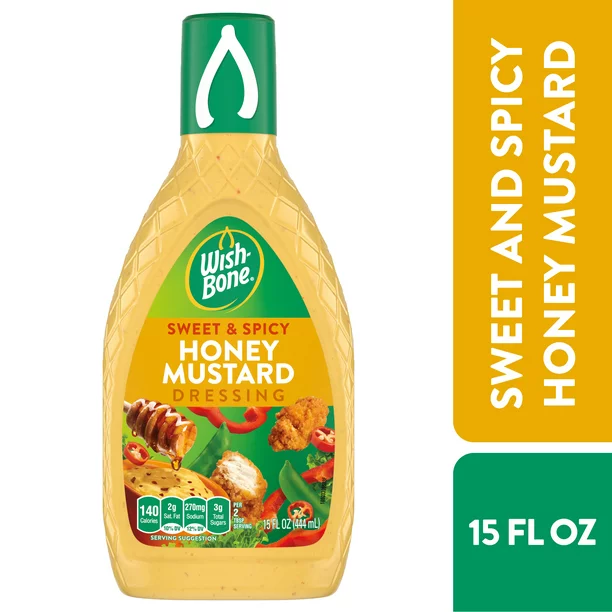 Wish-
Bone®
SWEET & SPICY
HONEY
MUSTARD
DRESSING
140
Calories
2g
Sat. Fat
10% DV
270mg
Sodium
12% DV
3g
Total
Sugars
PER
2
TBSP
SERVING
SERVING SUGGESTION
15 FL OZ (444 mL)
SWEET AND SPICY
HONEY MUSTARD
15 FL OZ